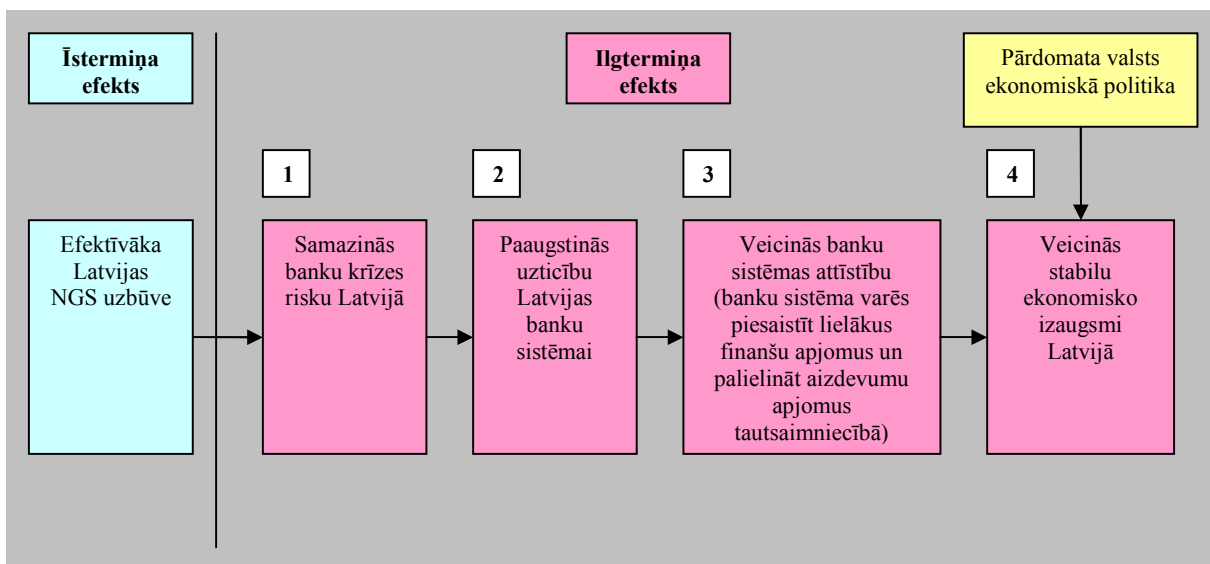 Īstermiņa
efekts
Ilgtermiņa
efekts
Pārdomata valsts
ekonomiskā politika
1
2
3
4
Efektīvāka
Latvijas
NGS uzbūve
Samazinās
banku krīzes
risku Latvijā
Paaugstinās
uzticību
Latvijas
banku
sistēmai
Veicinās banku
sistēmas attīstību
(banku sistēma varēs
piesaistīt lielākus
finanšu apjomus un
palielināt aizdevumu
apjomus
tautsaimniecībā)
Veicinās
stabilu
ekonomisko
izaugsmi
Latvijā